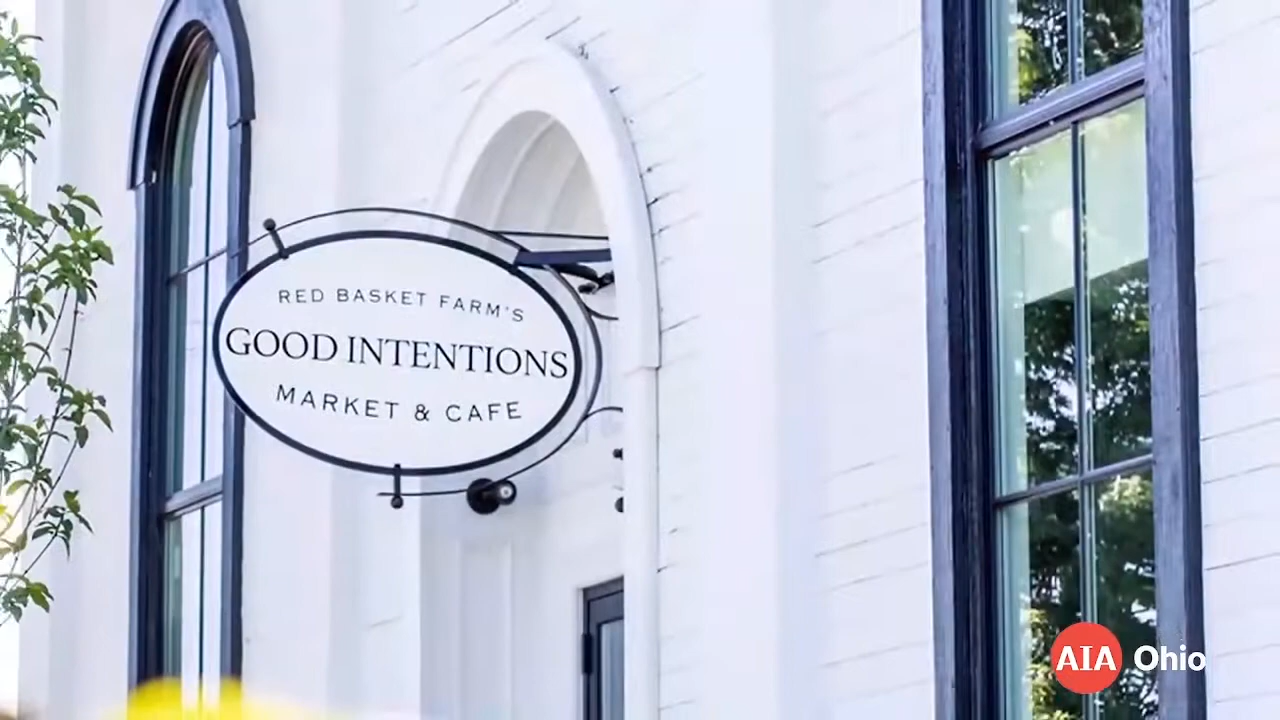 RED BASKET FARM'S
GOOD INTENTIONS
MARKET & CAFE
AIA Ohio